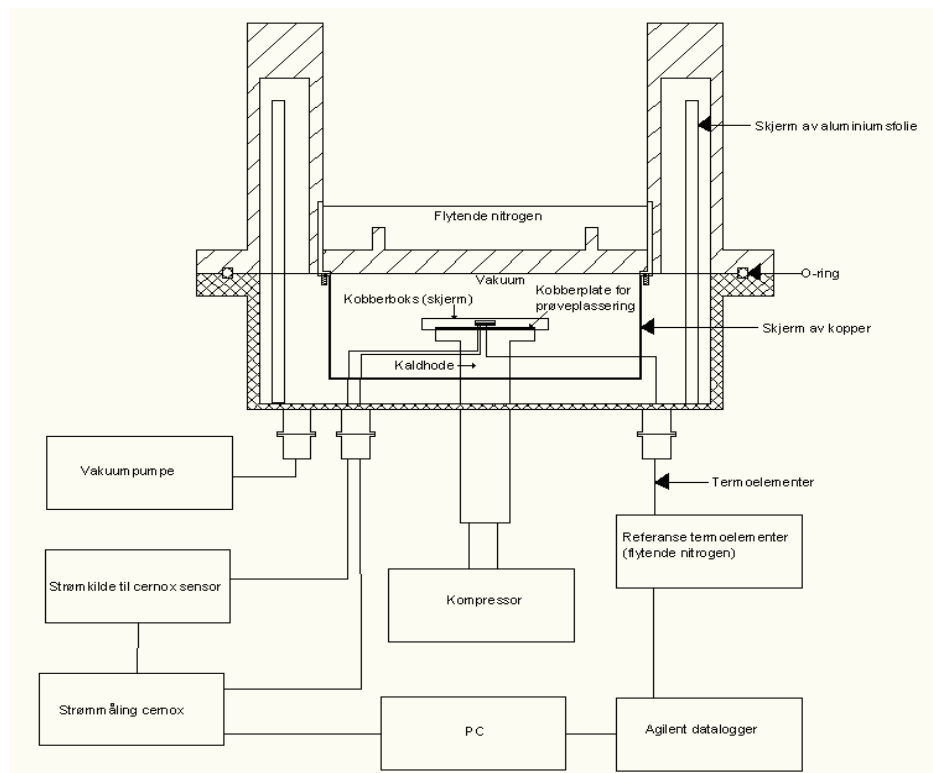 Skjerm av aluminiumsfolie
Flytende nitrogen
Vakuum
O-ring
Kobberboks (skjerm)
Kobberplate for
prøveplassering
Skjerm av kopper
Kaldhode
Vakuumpumpe
Termoelementer
Referanse termoelementer
(flytende nitrogen)
Strømkilde til cernox sensor
Kompressor
Strømmåling cernox
PC
Agilent datalogger